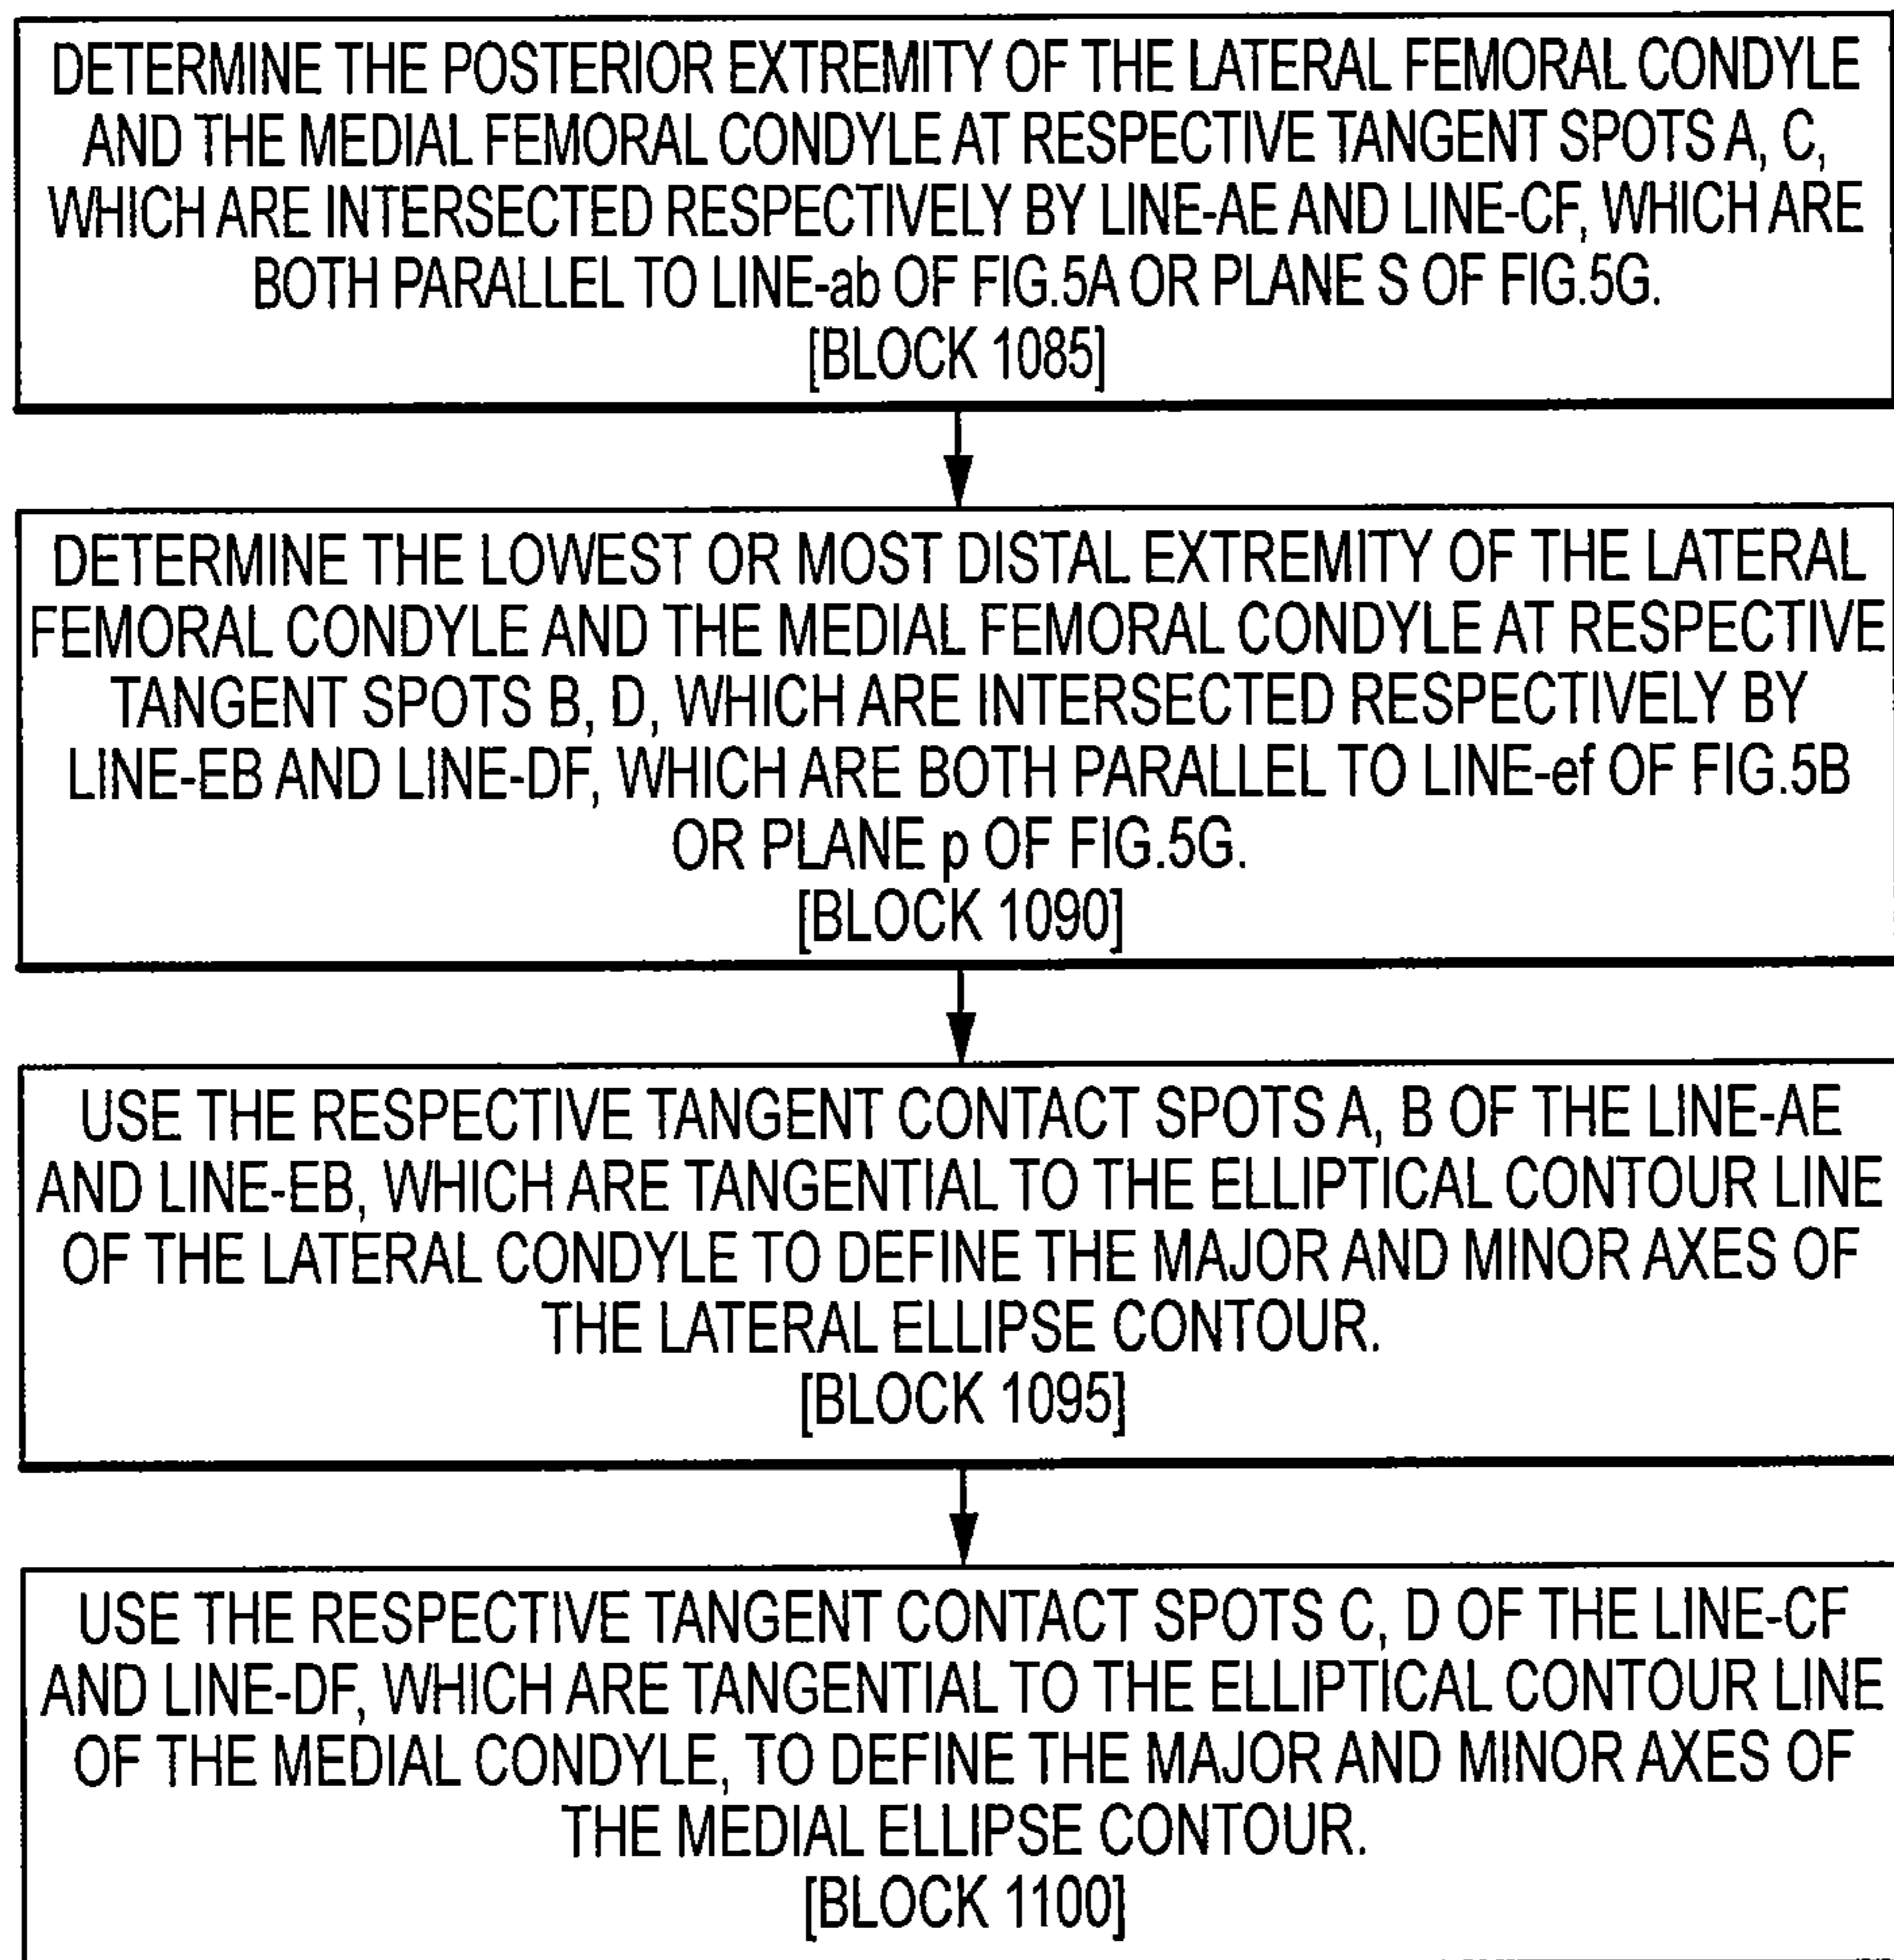 DETERMINE THE POSTERIOR EXTREMITY OF THE LATERAL FEMORAL CONDYLE
AND THE MEDIAL FEMORAL CONDYLE AT RESPECTIVE TANGENT SPOTS A, C,
WHICH ARE INTERSECTED RESPECTIVELY BY LINE-AE AND LINE-CF, WHICH ARE
BOTH PARALLEL TO LINE-ab OF FIG.5A OR PLANE S OF FIG.5G.
[BLOCK 1085]
DETERMINE THE LOWEST OR MOST DISTAL EXTREMITY OF THE LATERAL
FEMORAL CONDYLE AND THE MEDIAL FEMORAL CONDYLE AT RESPECTIVE
TANGENT SPOTS B, D, WHICH ARE INTERSECTED RESPECTIVELY BY
LINE-EB AND LINE-DF, WHICH ARE BOTH PARALLEL TO LINE-ef OF FIG.5B
OR PLANE p OF FIG.5G.
[BLOCK 1090]
USE THE RESPECTIVE TANGENT CONTACT SPOTS A, B OF THE LINE-AE
AND LINE-EB, WHICH ARE TANGENTIAL TO THE ELLIPTICAL CONTOUR LINE
OF THE LATERAL CONDYLE TO DEFINE THE MAJOR AND MINOR AXES OF
THE LATERAL ELLIPSE CONTOUR.
[BLOCK 1095]
USE THE RESPECTIVE TANGENT CONTACT SPOTS C, D OF THE LINE-CF
AND LINE-DF, WHICH ARE TANGENTIAL TO THE ELLIPTICAL CONTOUR LINE
OF THE MEDIAL CONDYLE, TO DEFINE THE MAJOR AND MINOR AXES OF
THE MEDIAL ELLIPSE CONTOUR.
[BLOCK 1100]